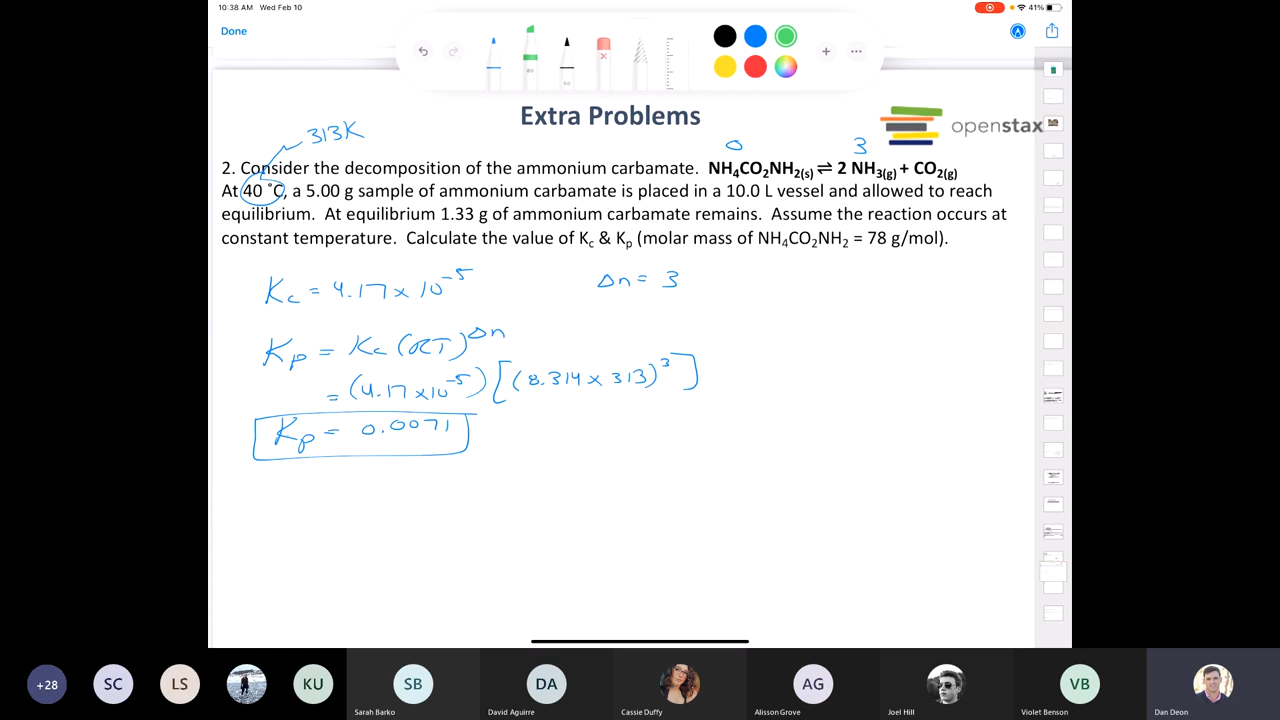 10:38 AM Wed Feb 10
41%
Done
80
50
Extra Problems
openstax
313K
0
3
2. Consider the decomposition of the ammonium carbamate. NH₄CO₂NH₂(s) ⇌ 2 NH₃(g) + CO₂(g)
At 40 ˚C, a 5.00 g sample of ammonium carbamate is placed in a 10.0 L vessel and allowed to reach
equilibrium. At equilibrium 1.33 g of ammonium carbamate remains. Assume the reaction occurs at
constant temperature. Calculate the value of Kc & Kp (molar mass of NH₄CO₂NH₂ = 78 g/mol).
Kc = 4.17 x 10⁻⁵
Δn = 3
Kp = Kc (RT)^Δn
= (4.17 x 10⁻⁵) [(8.314 x 313)³]
Kp = 0.0071
+28
SC
LS
KU
SB
Sarah Barko
DA
David Aguirre
Cassie Duffy
AG
Alisson Grove
Joel Hill
VB
Violet Benson
Dan Deon